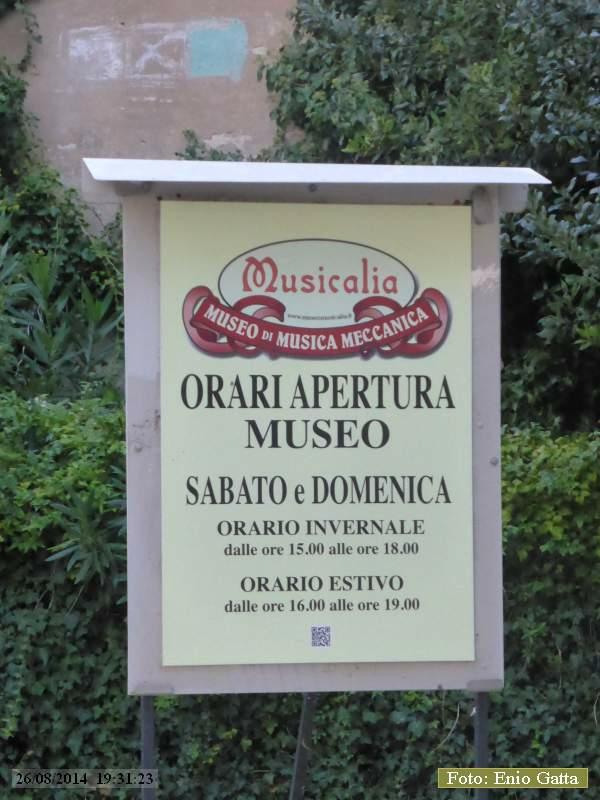 Musicalia
MUSEO DI MUSICA MECCANICA
ORARI APERTURA
MUSEO
SABATO e DOMENICA
ORARIO INVERNALE
dalle ore 15.00 alle ore 18.00
ORARIO ESTIVO
dalle ore 16.00 alle ore 19.00
26/08/2014 19:31:23
Foto: Enio Gatta